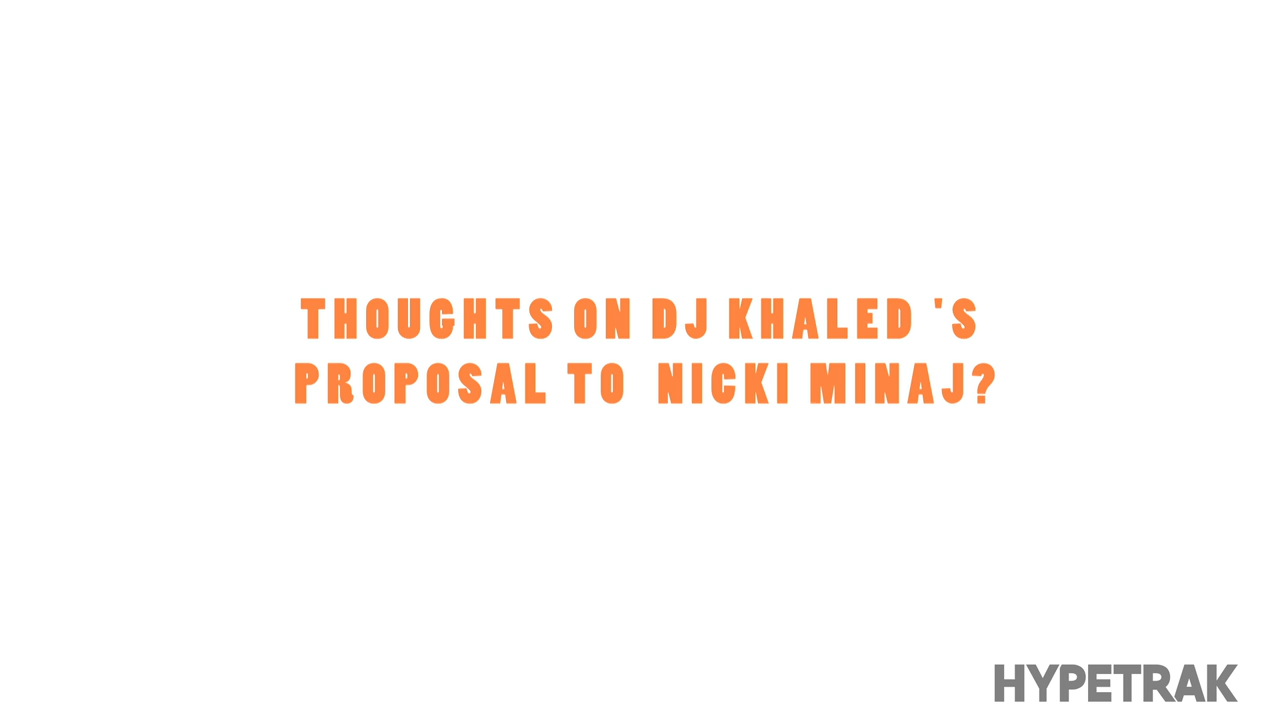 THOUGHTS ON DJ KHALED 'S
PROPOSAL TO NICKI MINAJ?
HYPETRAK